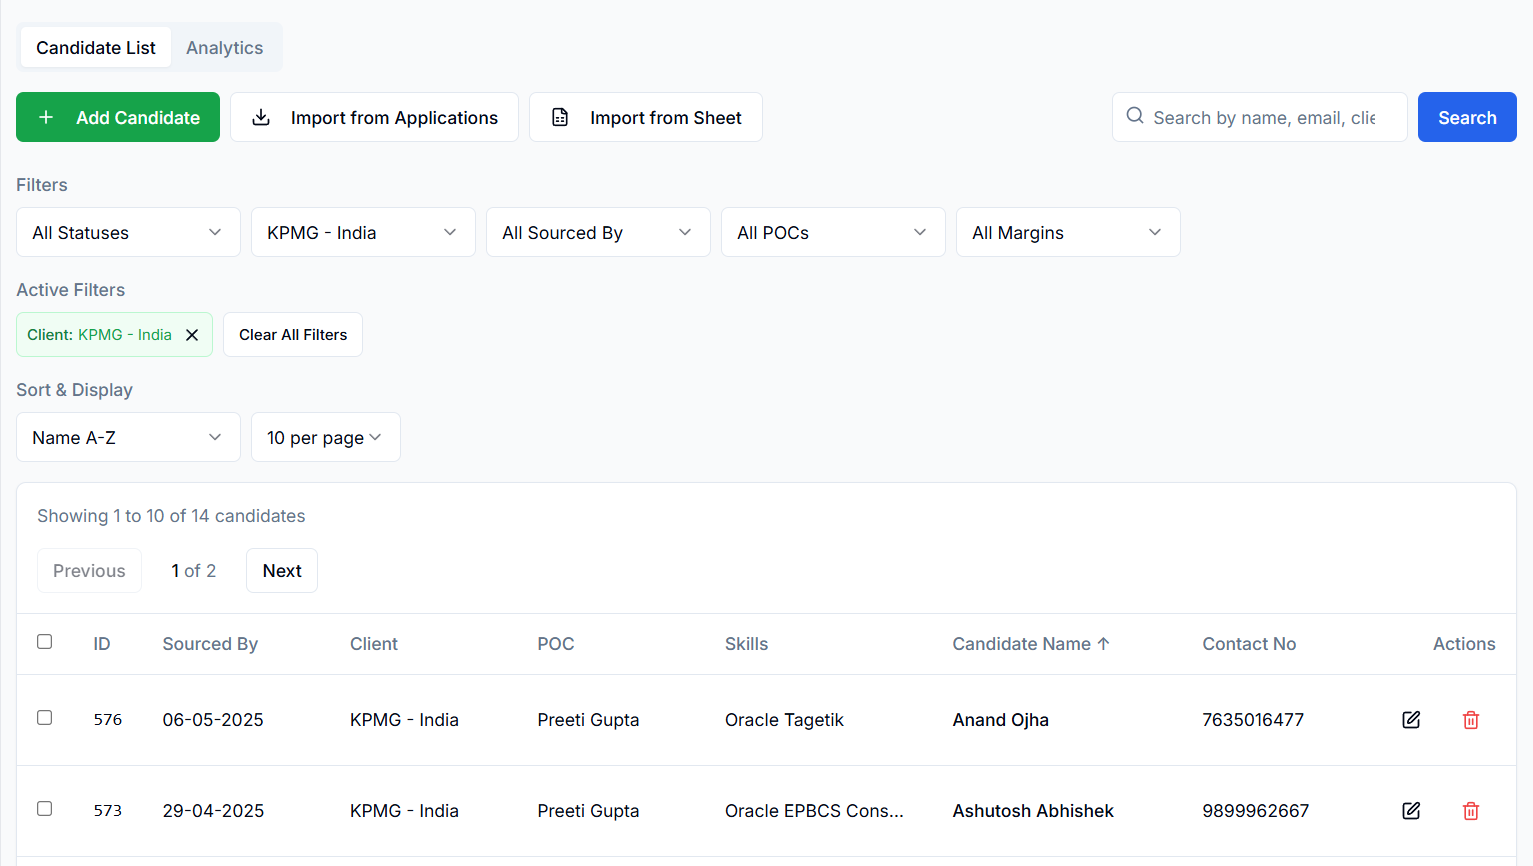 Candidate List Analytics
Add Candidate Import from Applications Import from Sheet Search by name, email, clie Search
Filters
All Statuses KPMG - India All Sourced By All POCs All Margins
Active Filters
Client: KPMG - India Clear All Filters
Sort & Display
Name A-Z 10 per page
Showing 1 to 10 of 14 candidates
Previous 1 of 2 Next
ID Sourced By Client POC Skills Candidate Name ↑ Contact No Actions
576 06-05-2025 KPMG - India Preeti Gupta Oracle Tagetik Anand Ojha 7635016477
573 29-04-2025 KPMG - India Preeti Gupta Oracle EPBCS Cons... Ashutosh Abhishek 9899962667